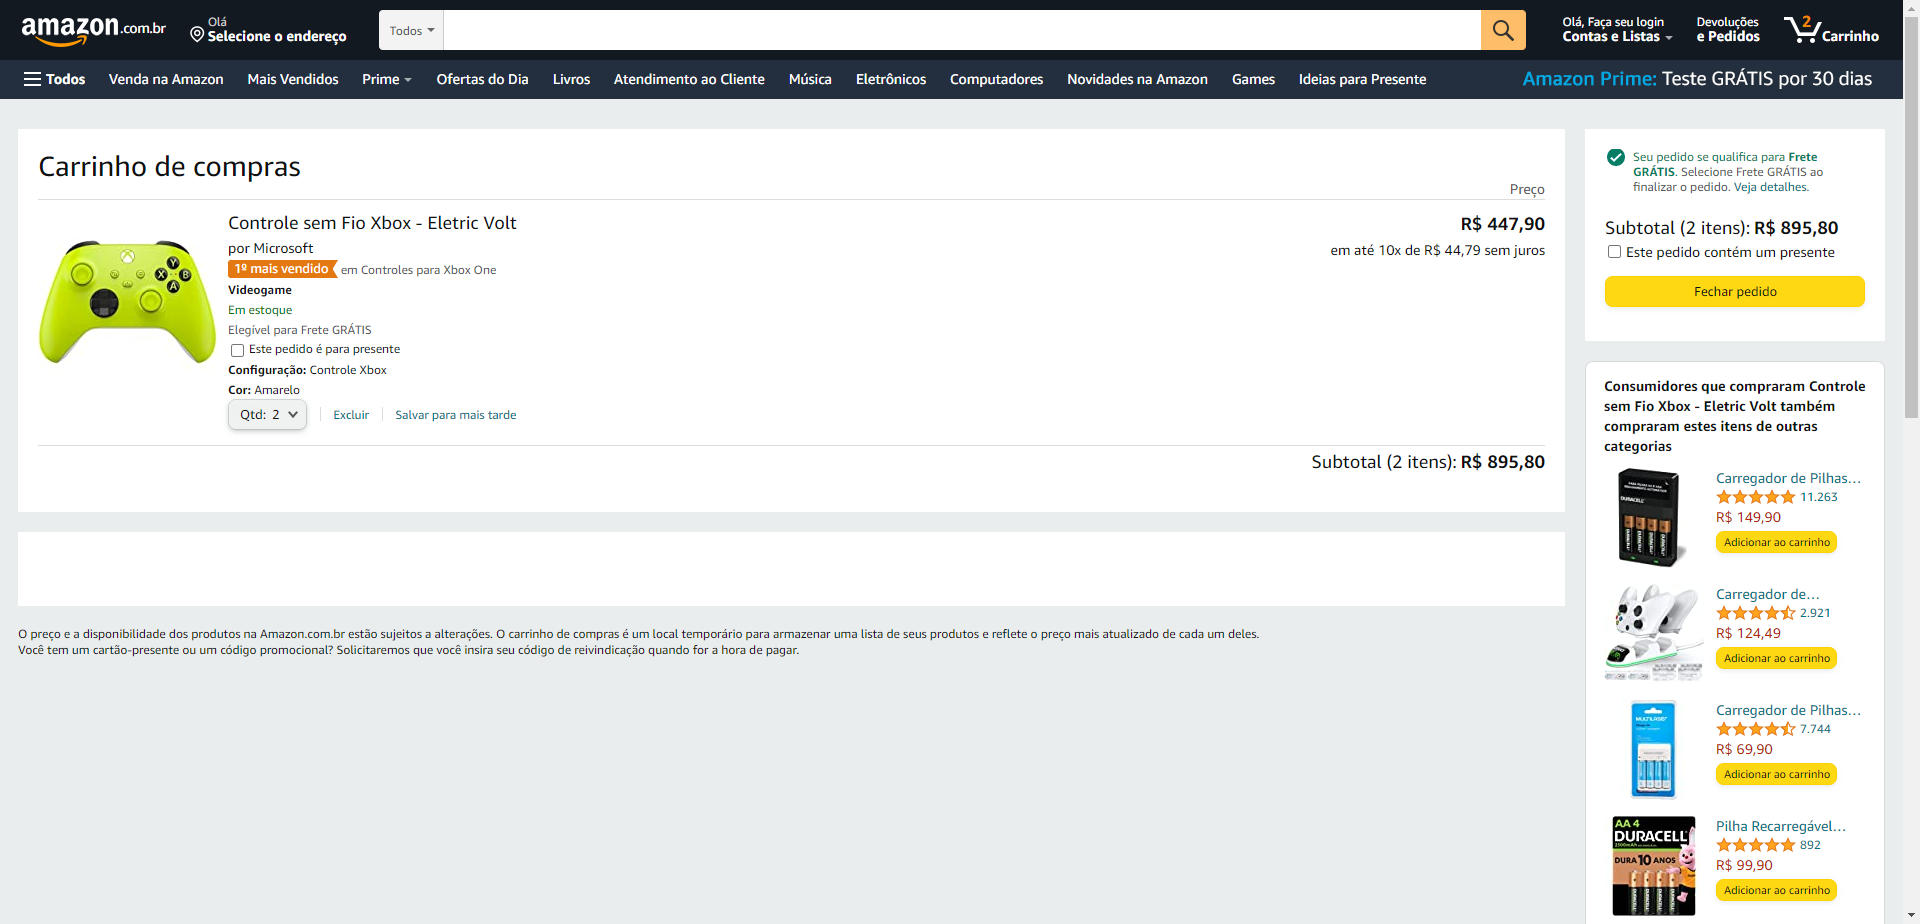 amazon.com.br
Olá
Selecione o endereço
Todos
Olá, Faça seu login
Contas e Listas
Devoluções
e Pedidos
2
Carrinho
Todos
Venda na Amazon
Mais Vendidos
Prime
Ofertas do Dia
Livros
Atendimento ao Cliente
Música
Eletrônicos
Computadores
Novidades na Amazon
Games
Ideias para Presente
Amazon Prime: Teste GRÁTIS por 30 dias
Carrinho de compras
Preço
Controle sem Fio Xbox - Eletric Volt
R$ 447,90
por Microsoft
em até 10x de R$ 44,79 sem juros
1º mais vendido em Controles para Xbox One
Videogame
Em estoque
Elegível para Frete GRÁTIS
Este pedido é para presente
Configuração: Controle Xbox
Cor: Amarelo
Qtd: 2
Excluir
Salvar para mais tarde
Subtotal (2 itens): R$ 895,80
O preço e a disponibilidade dos produtos na Amazon.com.br estão sujeitos a alterações. O carrinho de compras é um local temporário para armazenar uma lista de seus produtos e reflete o preço mais atualizado de cada um deles.
Você tem um cartão-presente ou um código promocional? Solicitaremos que você insira seu código de reivindicação quando for a hora de pagar.
Seu pedido se qualifica para Frete
GRÁTIS. Selecione Frete GRÁTIS ao
finalizar o pedido. Veja detalhes.
Subtotal (2 itens): R$ 895,80
Este pedido contém um presente
Fechar pedido
Consumidores que compraram Controle
sem Fio Xbox - Eletric Volt também
compraram estes itens de outras
categorias
DURACELL
Carregador de Pilhas…
11.263
R$ 149,90
Adicionar ao carrinho
Carregador de…
2.921
R$ 124,49
Adicionar ao carrinho
MULTILASER
Carregador de Pilhas…
7.744
R$ 69,90
Adicionar ao carrinho
AA 4
DURACELL
2500mAh
DURA 10 ANOS
Pilha Recarregável…
892
R$ 99,90
Adicionar ao carrinho